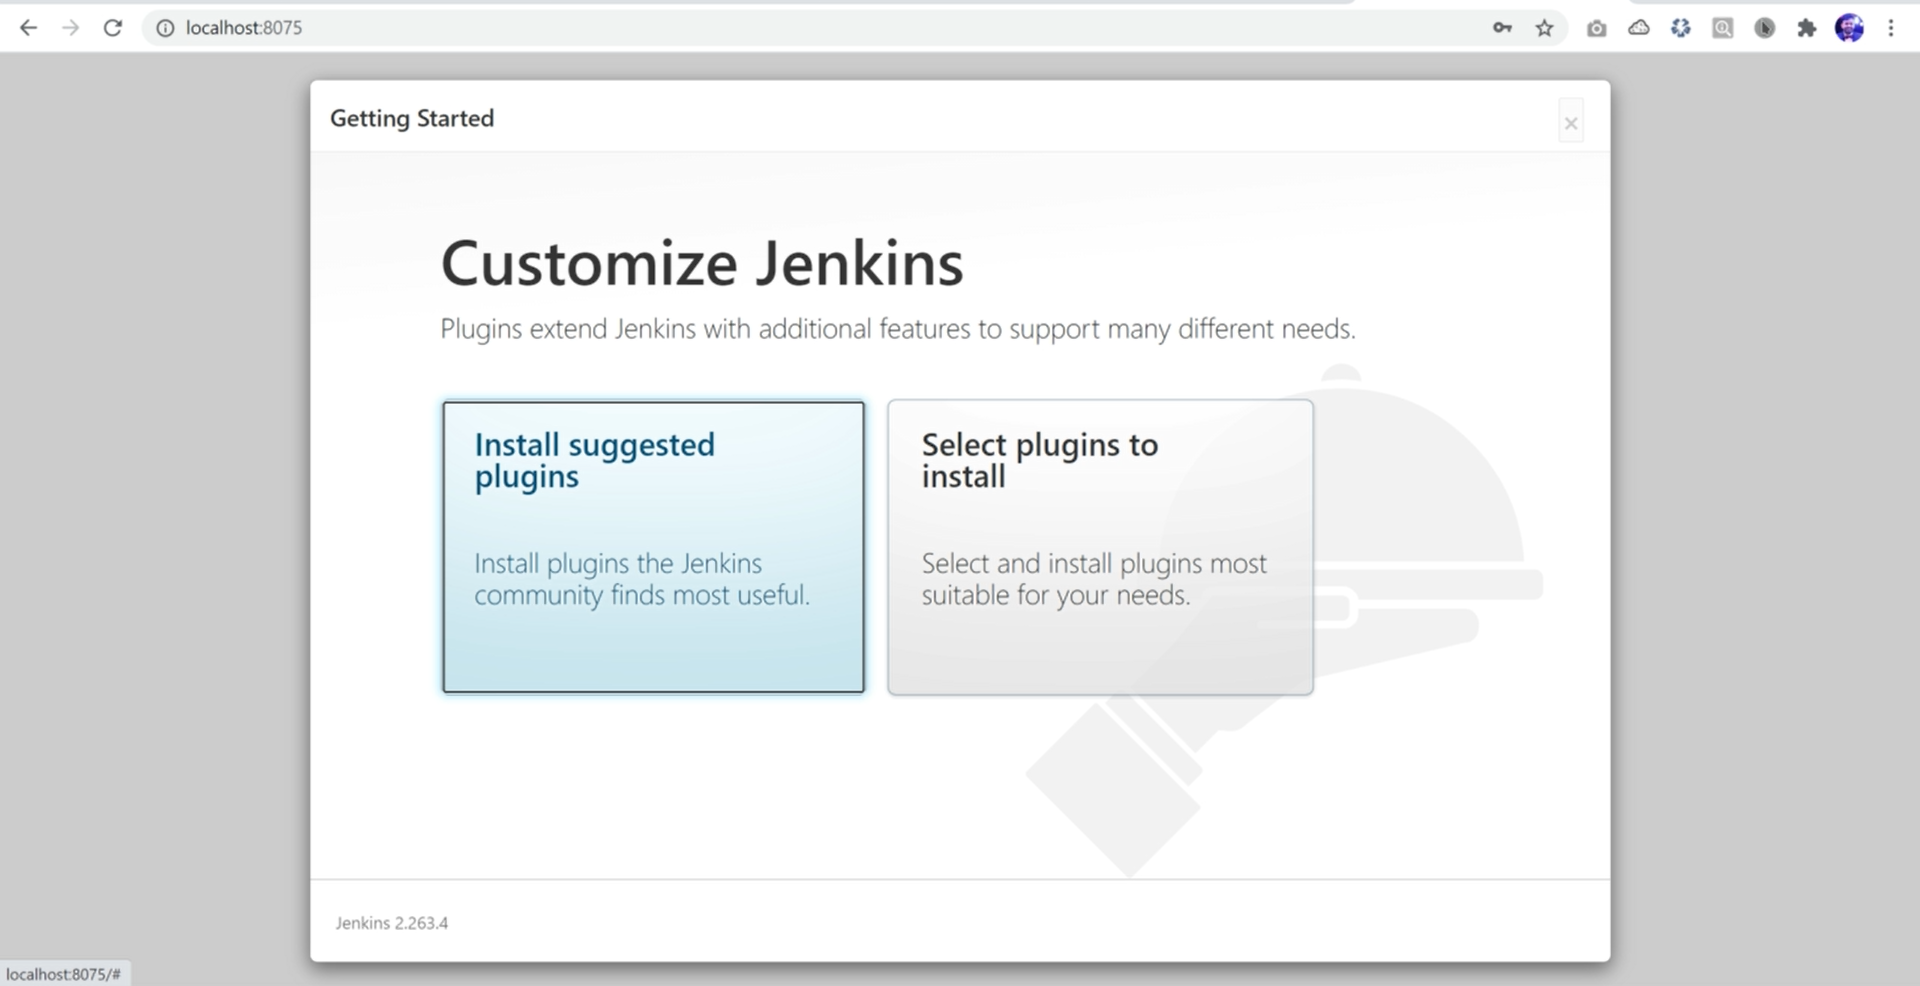 localhost:8075
Getting Started
×
Customize Jenkins
Plugins extend Jenkins with additional features to support many different needs.
Install suggested
plugins
Install plugins the Jenkins
community finds most useful.
Select plugins to
install
Select and install plugins most
suitable for your needs.
Jenkins 2.263.4
localhost:8075/#